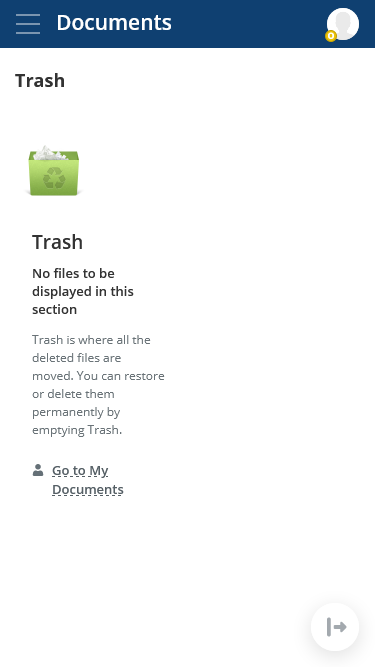 Documents
Trash
Trash
No files to be
displayed in this
section
Trash is where all the
deleted files are
moved. You can restore
or delete them
permanently by
emptying Trash.
Go to My
Documents